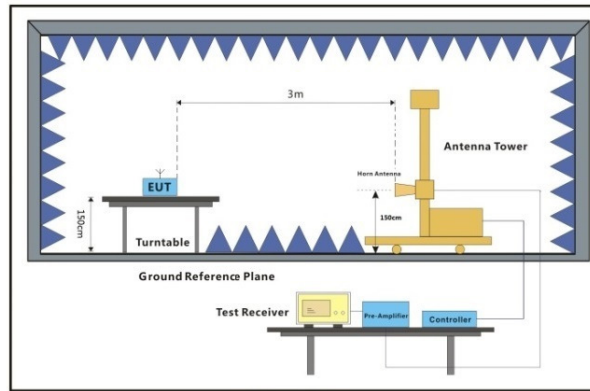 3m
Antenna Tower
Horn Antenna
EUT
150cm
150cm
Turntable
Ground Reference Plane
Test Receiver
Pre-Amplifier
Controller